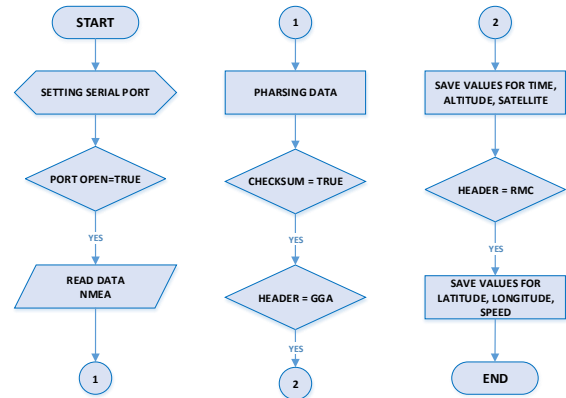 START
SETTING SERIAL PORT
PORT OPEN=TRUE
YES
READ DATA
NMEA
1
1
PHARSING DATA
CHECKSUM = TRUE
YES
HEADER = GGA
YES
2
2
SAVE VALUES FOR TIME,
ALTITUDE, SATELLITE
HEADER = RMC
YES
SAVE VALUES FOR
LATITUDE, LONGITUDE,
SPEED
END